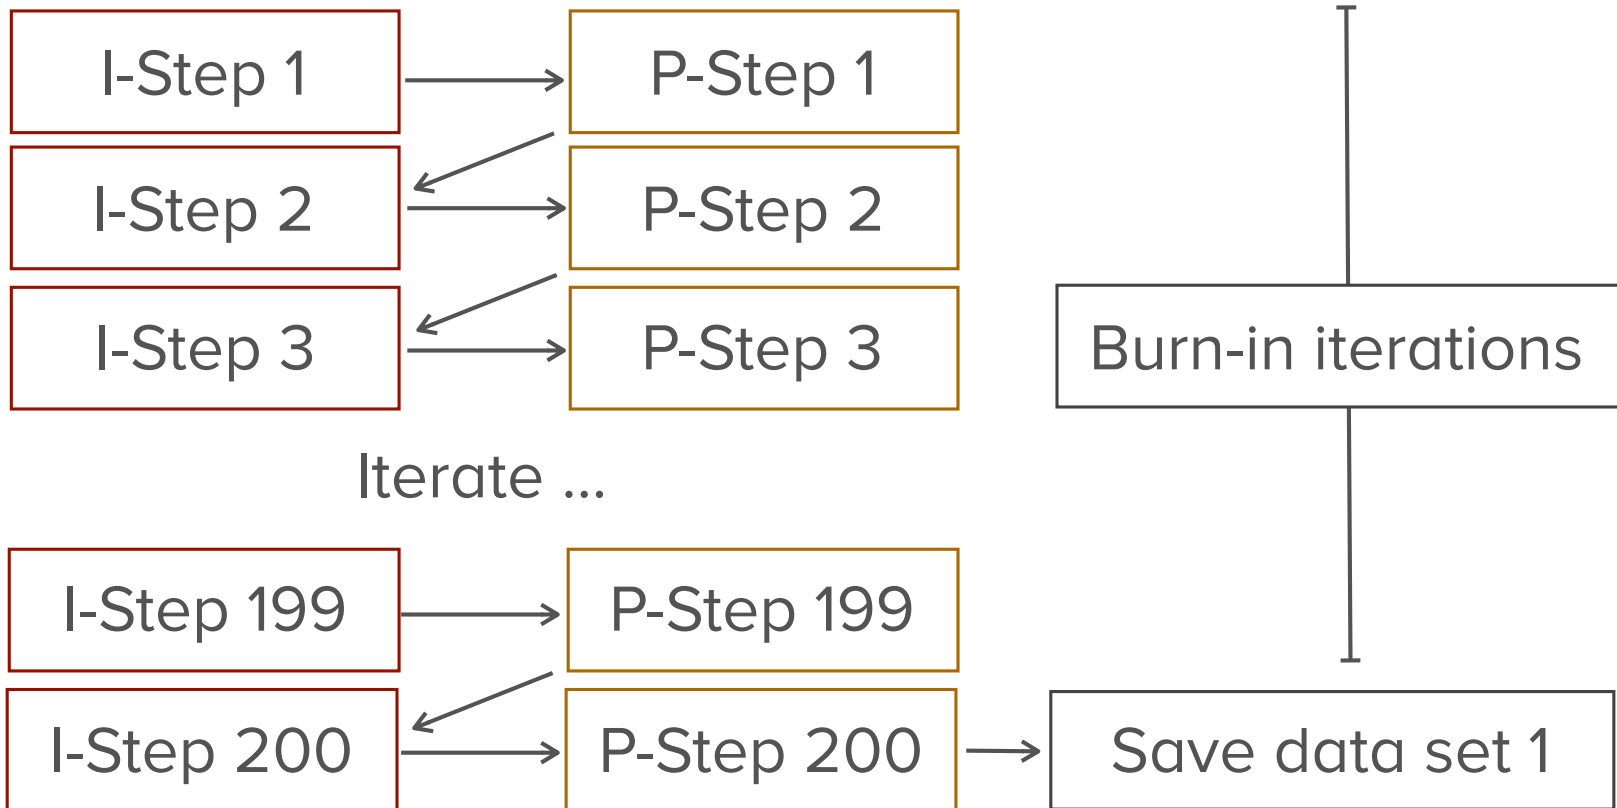 I-Step 1
P-Step 1
I-Step 2
P-Step 2
I-Step 3
P-Step 3
Burn-in iterations
Iterate ...
I-Step 199
P-Step 199
I-Step 200
P-Step 200
Save data set 1